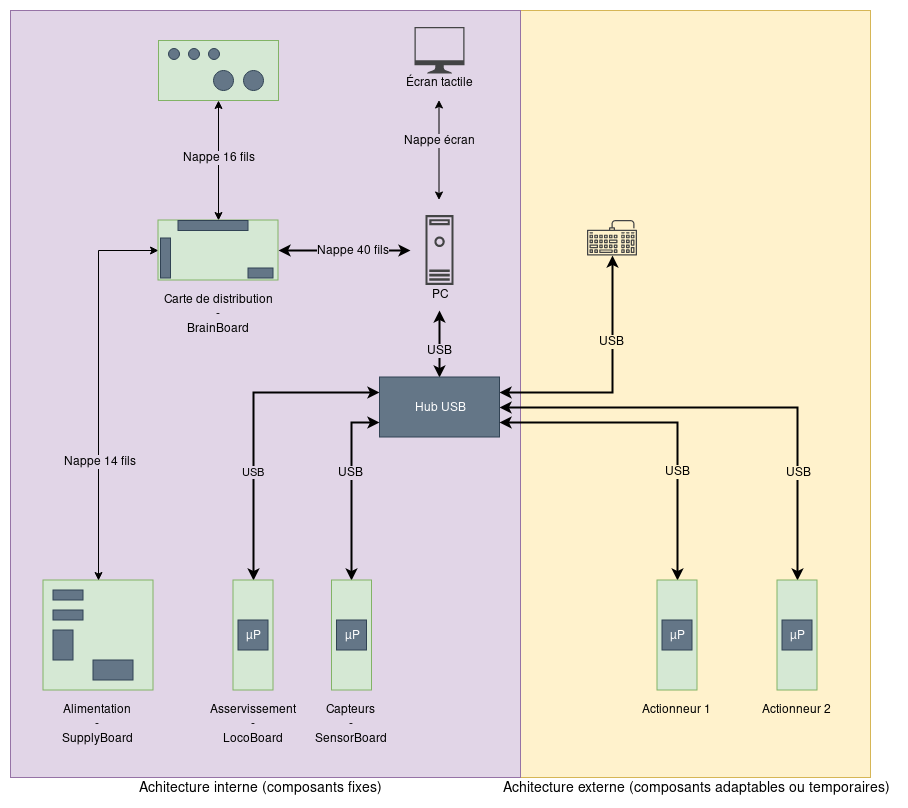 Écran tactile
Nappe écran
Nappe 16 fils
Nappe 40 fils
PC
Carte de distribution
-
BrainBoard
USB
USB
Hub USB
Nappe 14 fils
USB
USB
USB
USB
µP
µP
µP
µP
Alimentation
-
SupplyBoard
Asservissement
-
LocoBoard
Capteurs
-
SensorBoard
Actionneur 1
Actionneur 2
Achitecture interne (composants fixes)
Achitecture externe (composants adaptables ou temporaires)